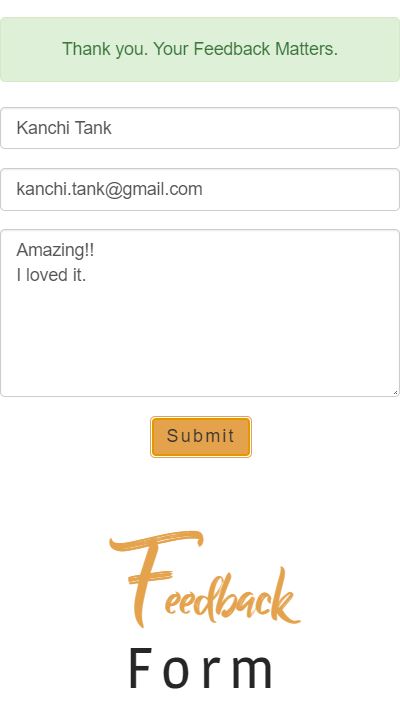 Thank you. Your Feedback Matters.
Kanchi Tank
kanchi.tank@gmail.com
Amazing!!
I loved it.
Submit
Feedback
Form